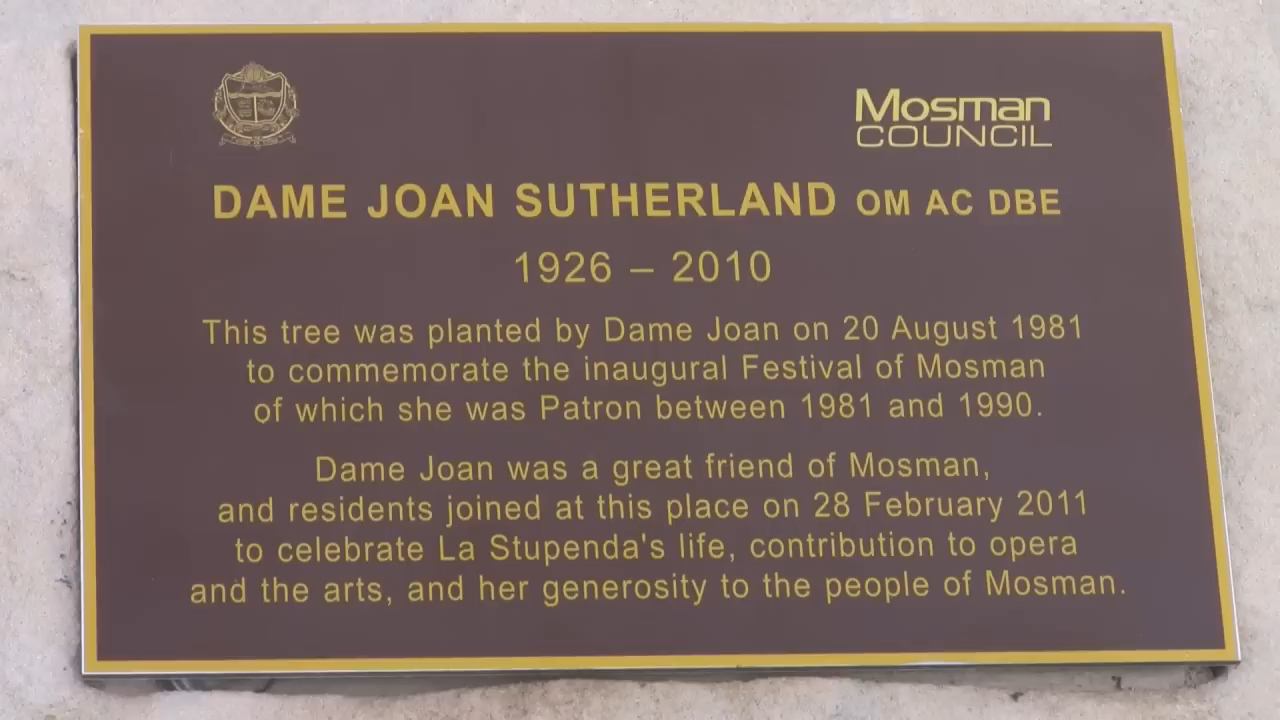 Mosman
COUNCIL
DAME JOAN SUTHERLAND OM AC DBE
1926 – 2010
This tree was planted by Dame Joan on 20 August 1981
to commemorate the inaugural Festival of Mosman
of which she was Patron between 1981 and 1990.
Dame Joan was a great friend of Mosman,
and residents joined at this place on 28 February 2011
to celebrate La Stupenda's life, contribution to opera
and the arts, and her generosity to the people of Mosman.